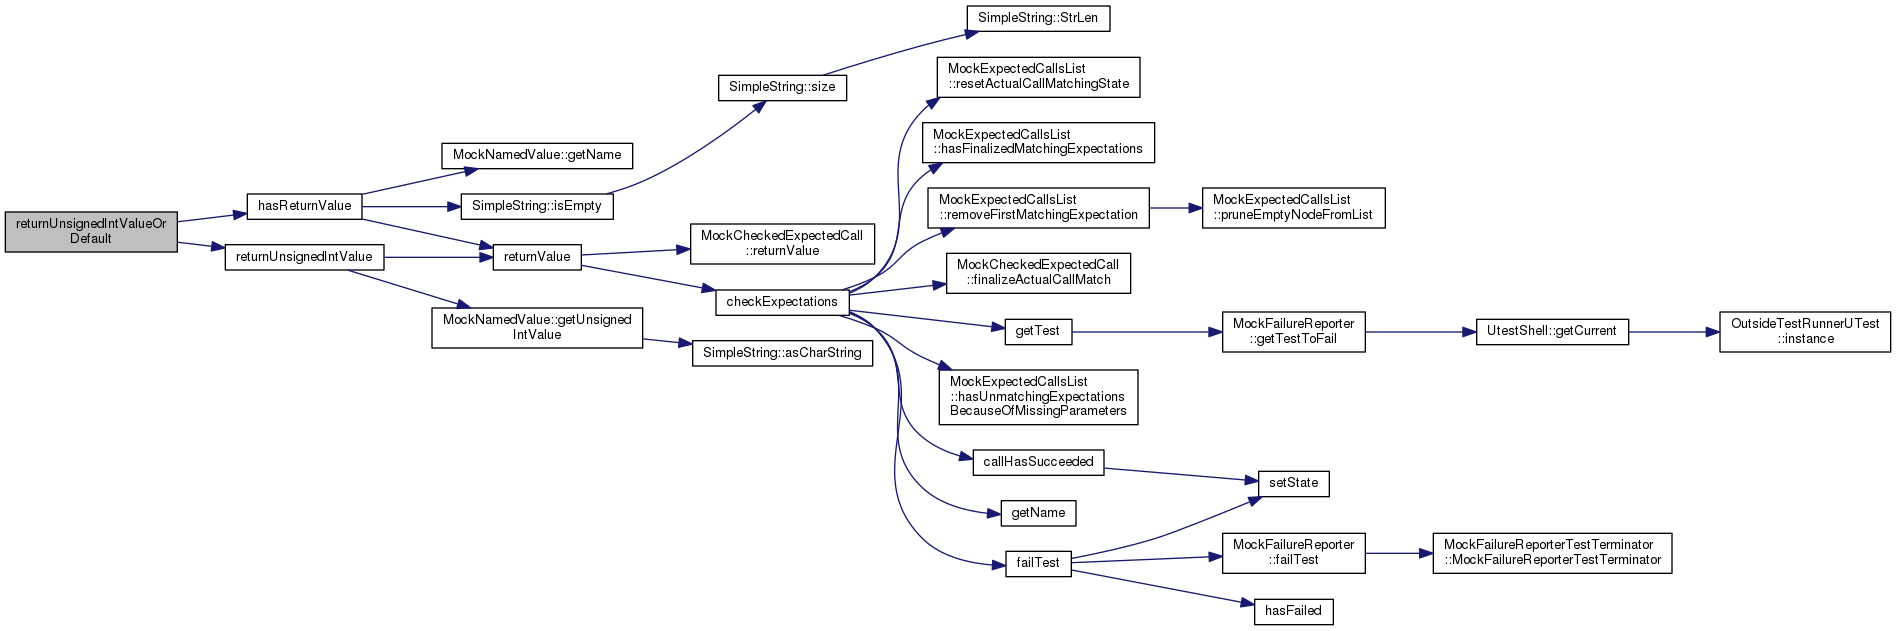 SimpleString::StrLen
MockExpectedCallsList
::resetActualCallMatchingState
SimpleString::size
MockExpectedCallsList
::hasFinalizedMatchingExpectations
MockNamedValue::getName
hasReturnValue
SimpleString::isEmpty
MockExpectedCallsList
::removeFirstMatchingExpectation
MockExpectedCallsList
::pruneEmptyNodeFromList
returnUnsignedIntValueOr
Default
returnUnsignedIntValue
returnValue
MockCheckedExpectedCall
::returnValue
MockCheckedExpectedCall
::finalizeActualCallMatch
checkExpectations
MockNamedValue::getUnsigned
IntValue
getTest
MockFailureReporter
::getTestToFail
UtestShell::getCurrent
OutsideTestRunnerUTest
::instance
SimpleString::asCharString
MockExpectedCallsList
::hasUnmatchingExpectations
BecauseOfMissingParameters
callHasSucceeded
setState
getName
failTest
MockFailureReporter
::failTest
MockFailureReporterTestTerminator
::MockFailureReporterTestTerminator
hasFailed